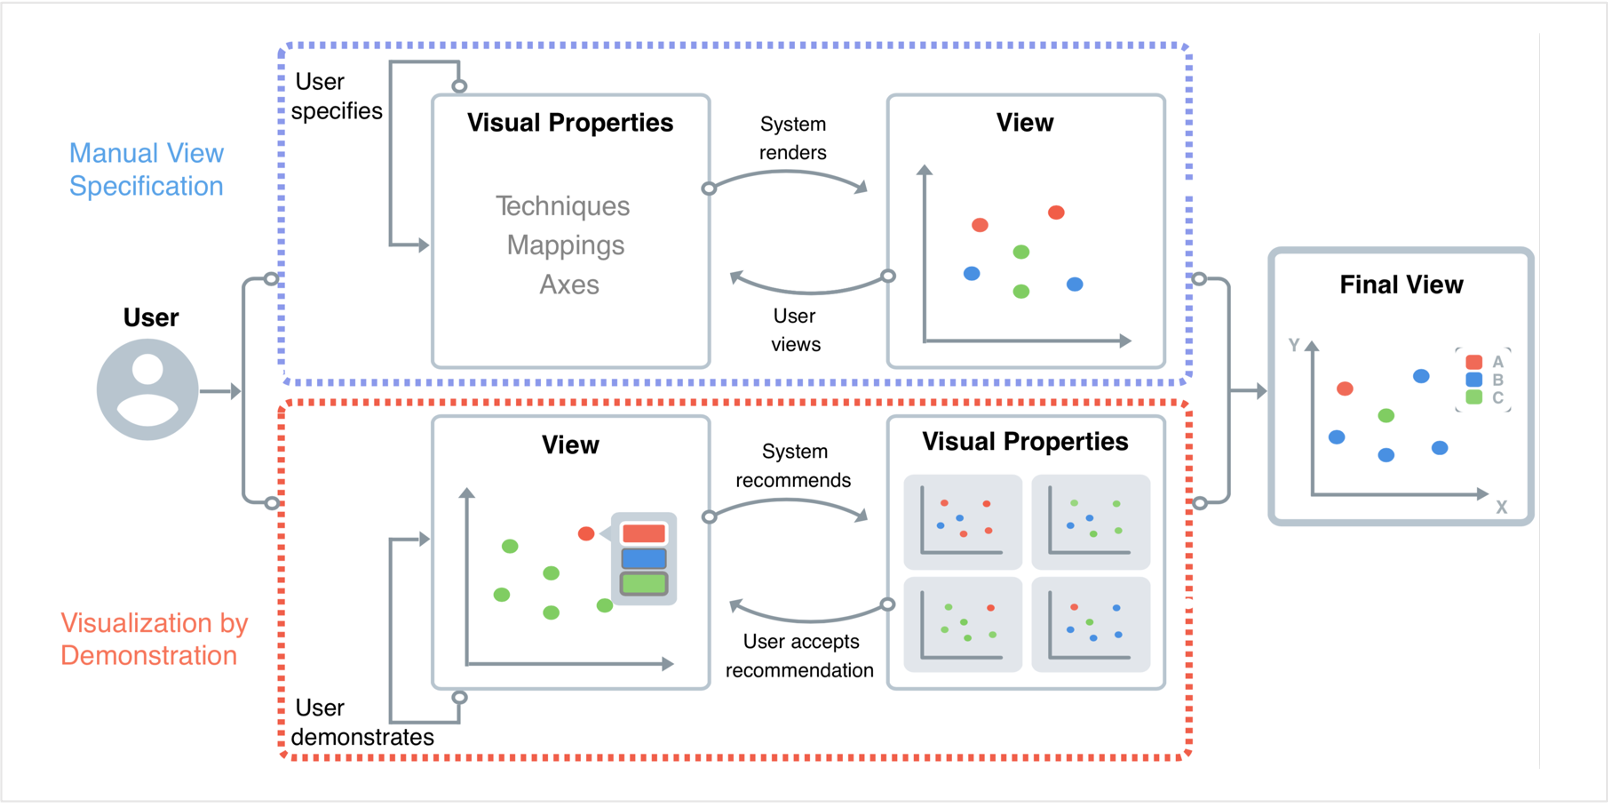 User
specifies
Visual Properties
System
renders
View
Manual View
Specification
Techniques
Mappings
Axes
User
views
User
Final View
Y
A
B
C
X
View
System
recommends
Visual Properties
User accepts
recommendation
Visualization by
Demonstration
User
demonstrates